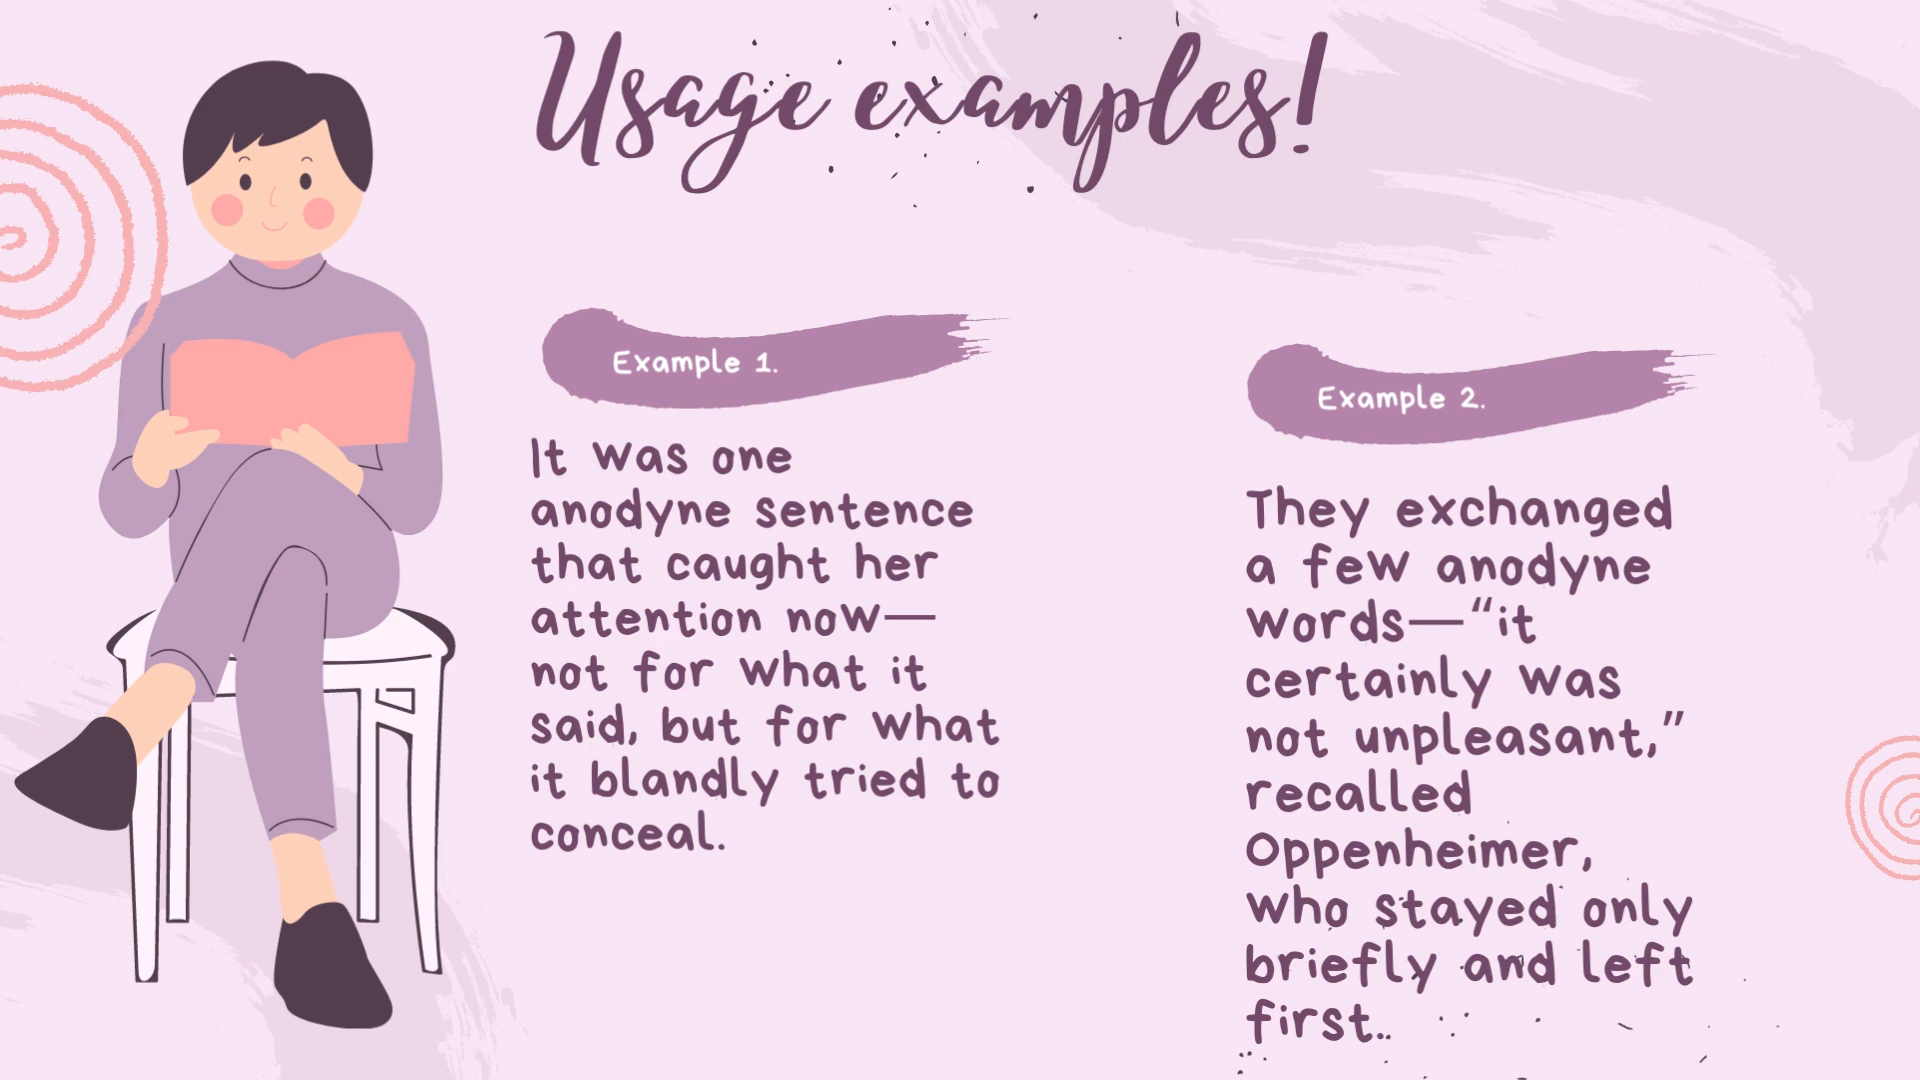 Usage examples!
Example 1.
It was one
anodyne sentence
that caught her
attention now—
not for what it
said, but for what
it blandly tried to
conceal.
Example 2.
They exchanged
a few anodyne
words—“it
certainly was
not unpleasant,”
recalled
Oppenheimer,
who stayed only
briefly and left
first..